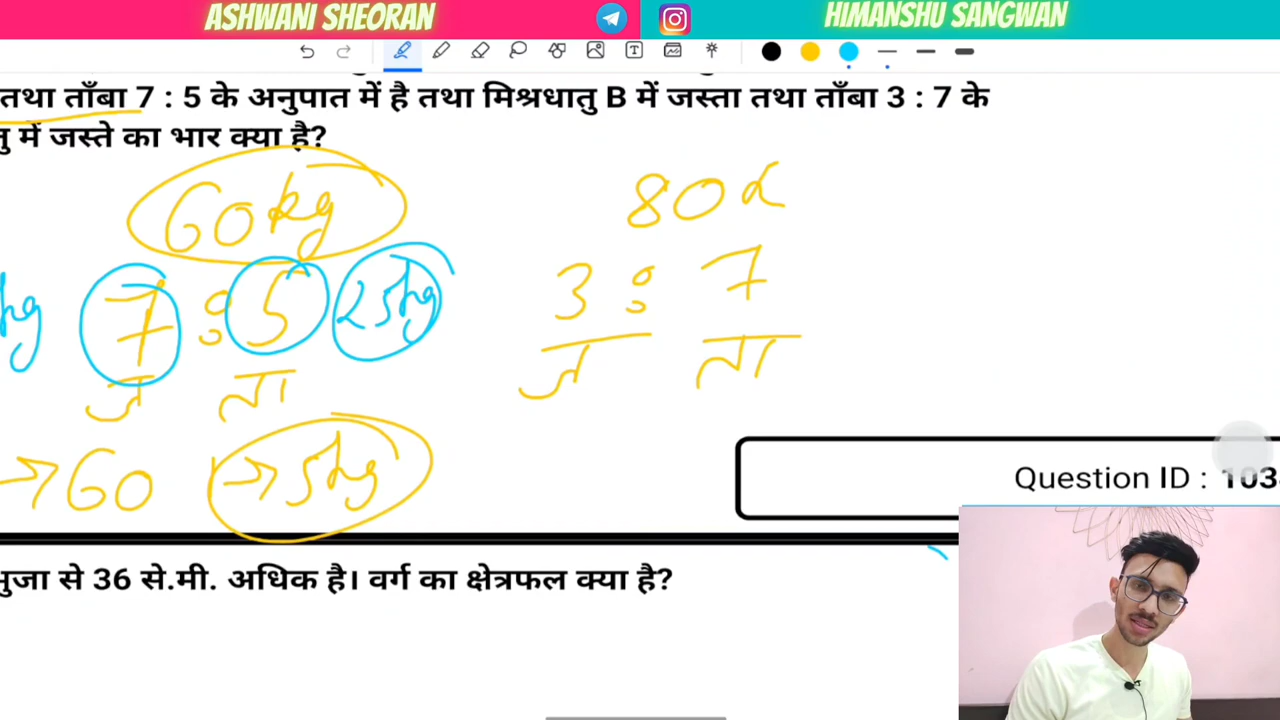 ASHWANI SHEORAN
HIMANSHU SANGWAN
तथा ताँबा 7 : 5 के अनुपात में है तथा मिश्रधातु B में जस्ता तथा ताँबा 3 : 7 के
में जस्ते का भार क्या है?
60kg
80
7 : 5 25kg
3 : 7
ज ता
ज ता
→60 →5kg
Question ID : 103
से 36 से.मी. अधिक है। वर्ग का क्षेत्रफल क्या है?